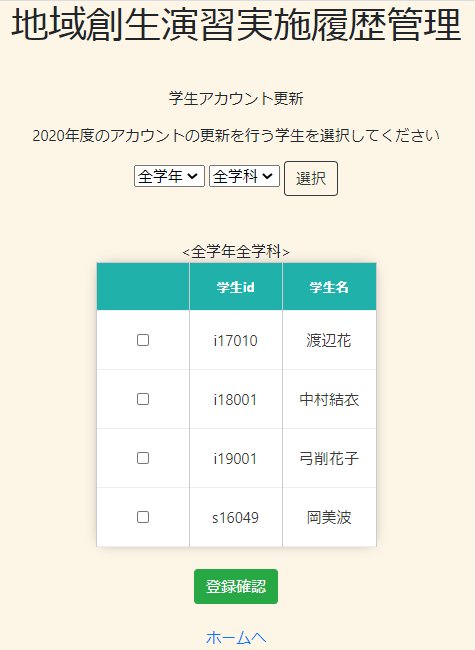 地域創生演習実施履歴管理
学生アカウント更新
2020年度のアカウントの更新を行う学生を選択してください
全学年 全学科 選択
<全学年全学科>
学生id 学生名
i17010 渡辺花
i18001 中村結衣
i19001 弓削花子
s16049 岡美波
登録確認
ホームへ